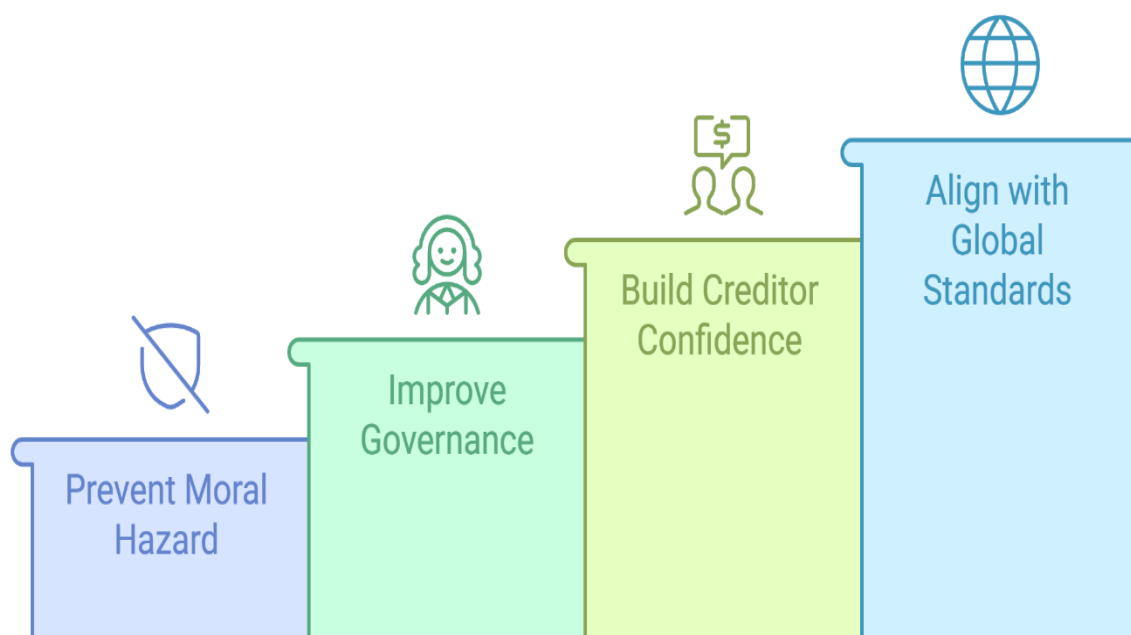 Prevent Moral
Hazard
Improve
Governance
$
Build Creditor
Confidence
Align with
Global
Standards